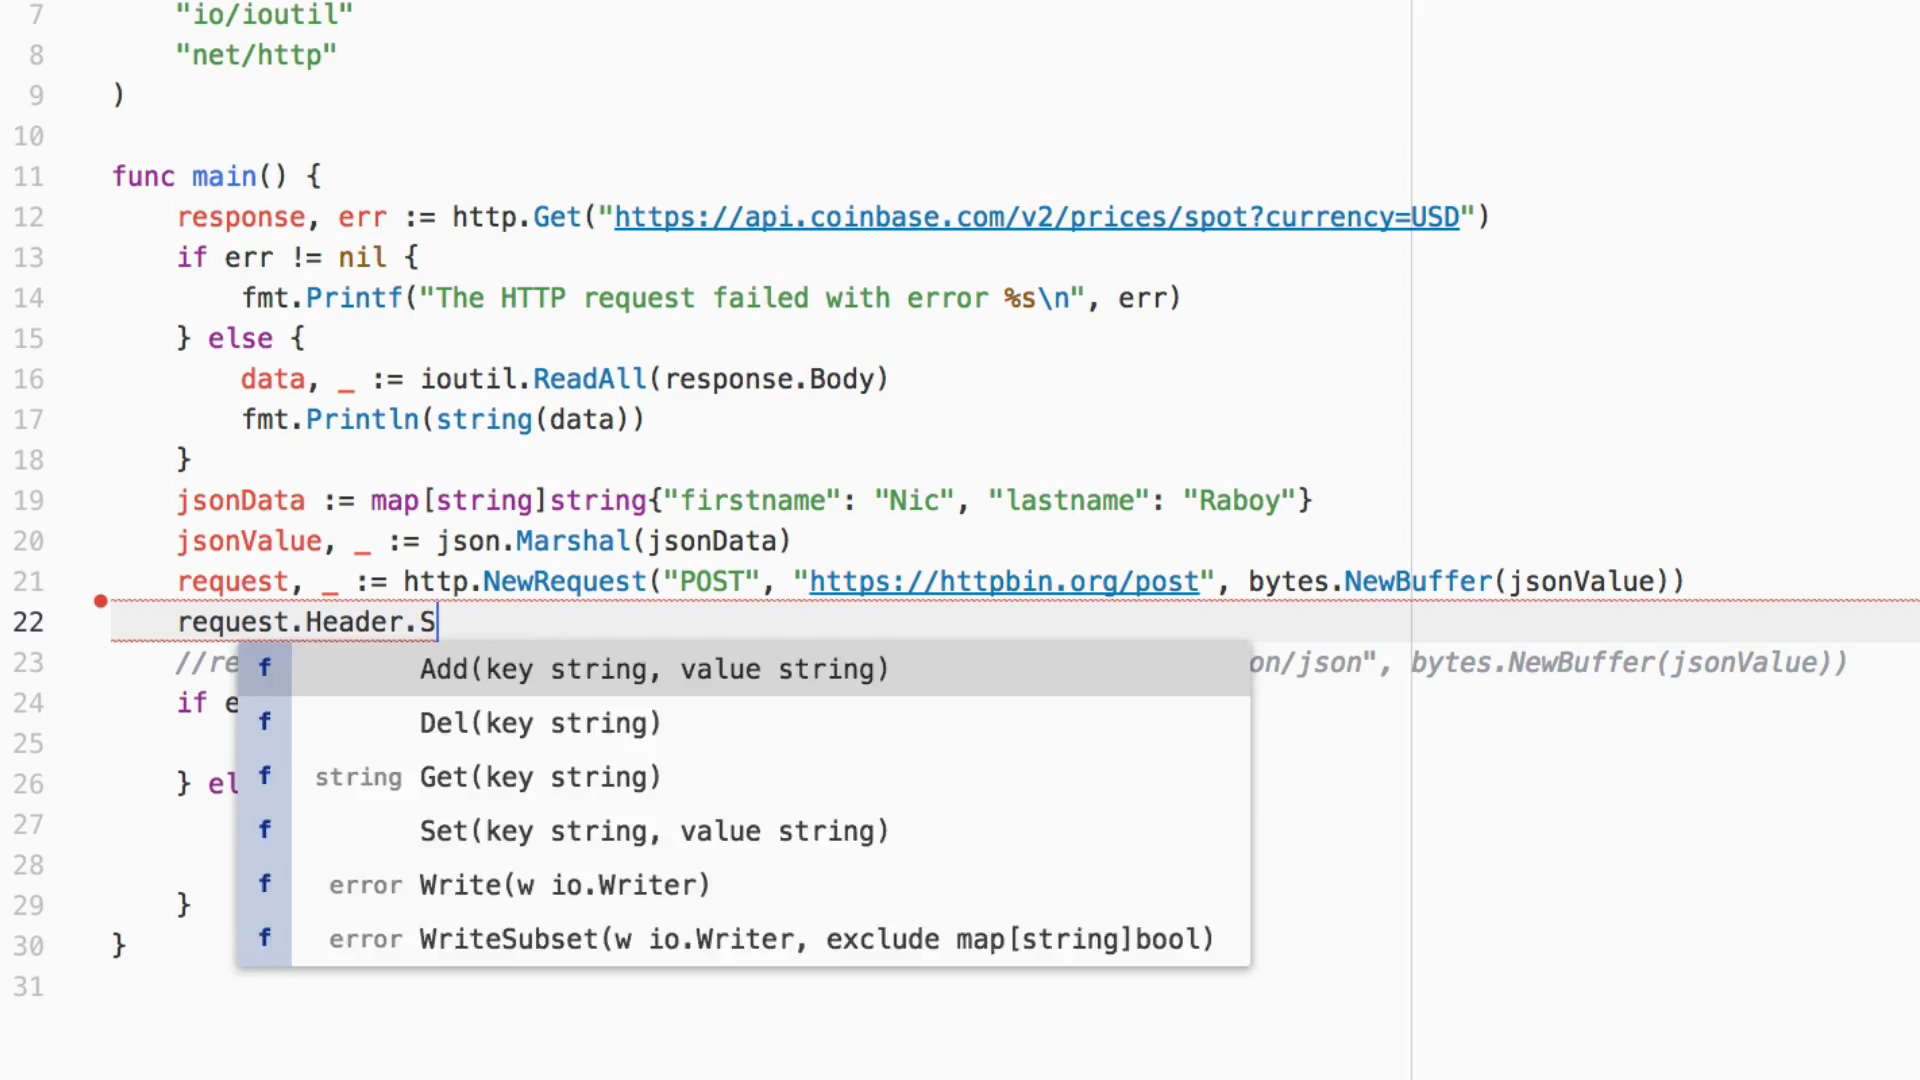 7 "io/ioutil"
8 "net/http"
9 )
10
11 func main() {
12 response, err := http.Get("https://api.coinbase.com/v2/prices/spot?currency=USD")
13 if err != nil {
14 fmt.Printf("The HTTP request failed with error %s\n", err)
15 } else {
16 data, _ := ioutil.ReadAll(response.Body)
17 fmt.Println(string(data))
18 }
19 jsonData := map[string]string{"firstname": "Nic", "lastname": "Raboy"}
20 jsonValue, _ := json.Marshal(jsonData)
21 request, _ := http.NewRequest("POST", "https://httpbin.org/post", bytes.NewBuffer(jsonValue))
22 request.Header.S
23 //re on/json", bytes.NewBuffer(jsonValue))
f Add(key string, value string)
24 if e
f Del(key string)
25
f string Get(key string)
26 } el
27
f Set(key string, value string)
28
f error Write(w io.Writer)
29 }
f error WriteSubset(w io.Writer, exclude map[string]bool)
30 }
31